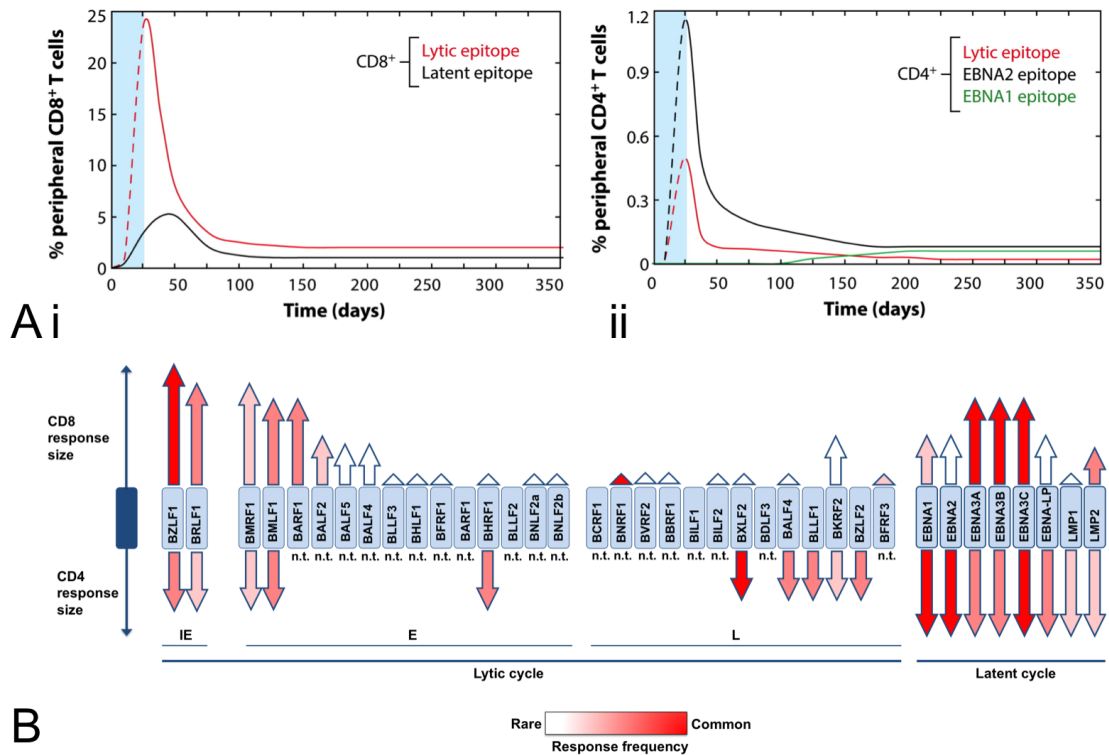 25
20
15
10
5
0
% peripheral CD8+ T cells
CD8+
Lytic epitope
Latent epitope
0 50 100 150 200 250 300 350
Time (days)
A i
1.2
0.9
0.6
0.3
0
% peripheral CD4+ T cells
CD4+
Lytic epitope
EBNA2 epitope
EBNA1 epitope
0 50 100 150 200 250 300 350
Time (days)
ii
CD8
response
size
BZLF1 BRLF1 BMRF1 BMLF1 BARF1 BALF2 BALF5 BALF4 BLLF3 BHLF1 BFRF1 BARF1 BHRF1 BLLF2 BNLF2a BNLF2b BCRF1 BNRF1 BVRF2 BBRF1 BILF1 BILF2 BXLF2 BDLF3 BALF4 BLLF1 BKRF2 BZLF2 BFRF3 EBNA1 EBNA2 EBNA3A EBNA3B EBNA3C EBNA-LP LMP1 LMP2
n.t. n.t. n.t. n.t. n.t. n.t. n.t. n.t. n.t. n.t. n.t. n.t. n.t. n.t. n.t. n.t. n.t. n.t. n.t.
CD4
response
size
IE E L
Lytic cycle Latent cycle
B
Rare Common
Response frequency